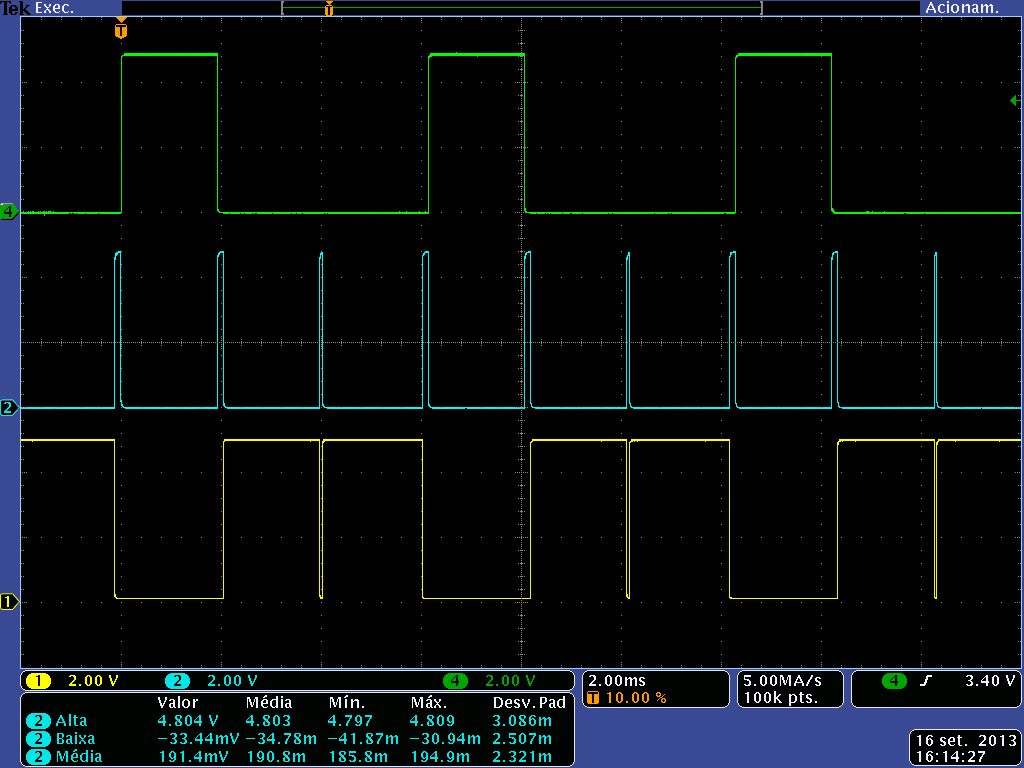 Tek Exec. Acionam.
T
T
4
2
1
1 2.00 V 2 2.00 V 4 2.00 V
2.00ms
T 10.00 %
5.00MA/s
100k pts.
4 3.40 V
Valor Média Mín. Máx. Desv.Pad
2 Alta 4.804 V 4.803 4.797 4.809 3.086m
2 Baixa −33.44mV −34.78m −41.87m −30.94m 2.507m
2 Média 191.4mV 190.8m 185.8m 194.9m 2.321m
16 set. 2013
16:14:27